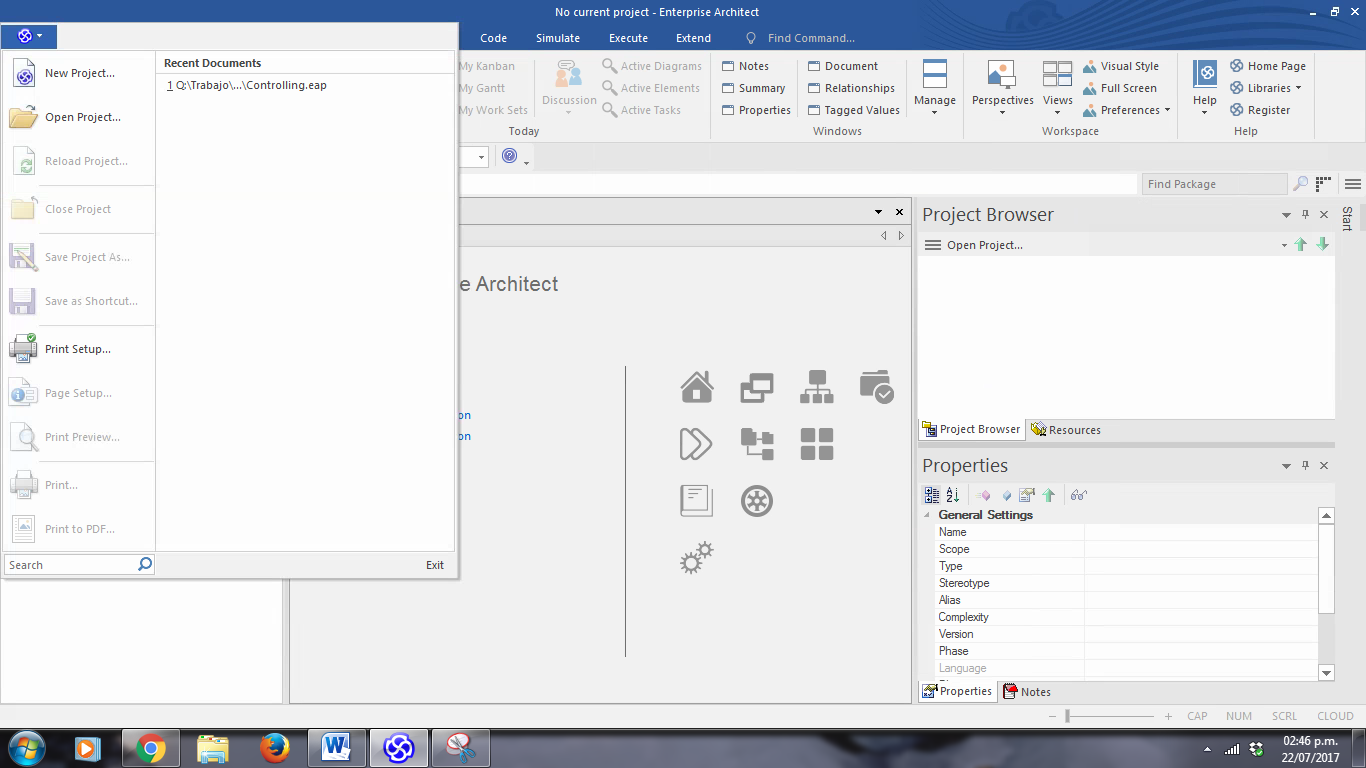 No current project - Enterprise Architect
Code Simulate Execute Extend Find Command...
New Project...
Open Project...
Reload Project...
Close Project
Save Project As...
Save as Shortcut...
Print Setup...
Page Setup...
Print Preview...
Print...
Print to PDF...
Search
Recent Documents
1 Q:\Trabajo\...\Controlling.eap
Exit
My Kanban
My Gantt
My Work Sets
Discussion
Active Diagrams
Active Elements
Active Tasks
Today
Notes
Summary
Properties
Document
Relationships
Tagged Values
Manage
Windows
Perspectives
Views
Visual Style
Full Screen
Preferences
Workspace
Help
Home Page
Libraries
Register
Help
Find Package
Start
e Architect
on
on
Project Browser
Open Project...
Project Browser
Resources
Properties
General Settings
Name
Scope
Type
Stereotype
Alias
Complexity
Version
Phase
Language
Properties
Notes
CAP NUM SCRL CLOUD
02:46 p.m.
22/07/2017